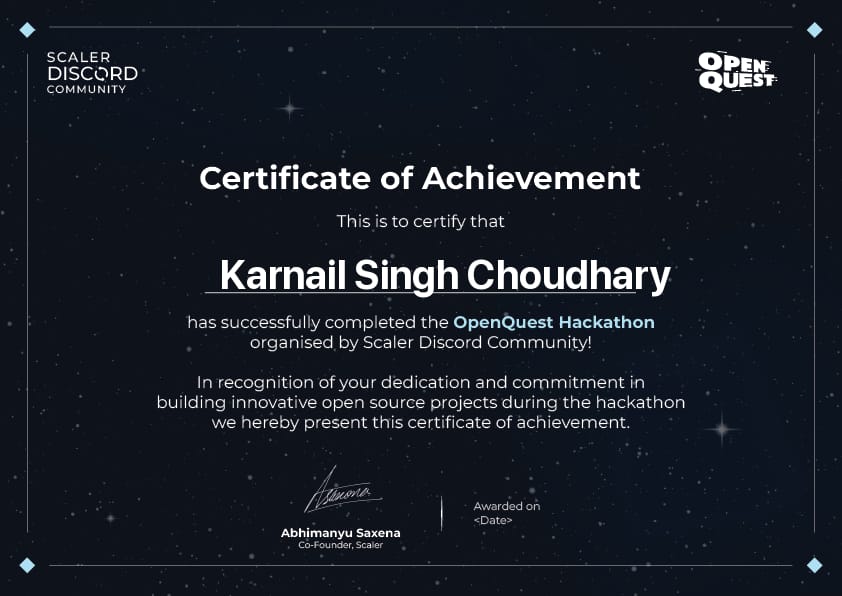 SCALER
DISCORD
COMMUNITY
OPEN
QUEST
Certificate of Achievement
This is to certify that
Karnail Singh Choudhary
has successfully completed the OpenQuest Hackathon
organised by Scaler Discord Community!
In recognition of your dedication and commitment in
building innovative open source projects during the hackathon
we hereby present this certificate of achievement.
Abhimanyu Saxena
Co-Founder, Scaler
Awarded on
<Date>